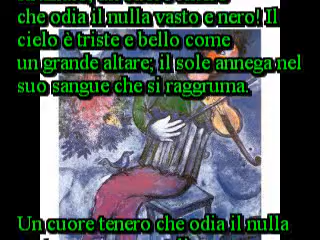 che odia il nulla vasto e nero! Il
cielo è triste e bello come
un grande altare; il sole annega nel
suo sangue che si raggruma.
Un cuore tenero che odia il nulla